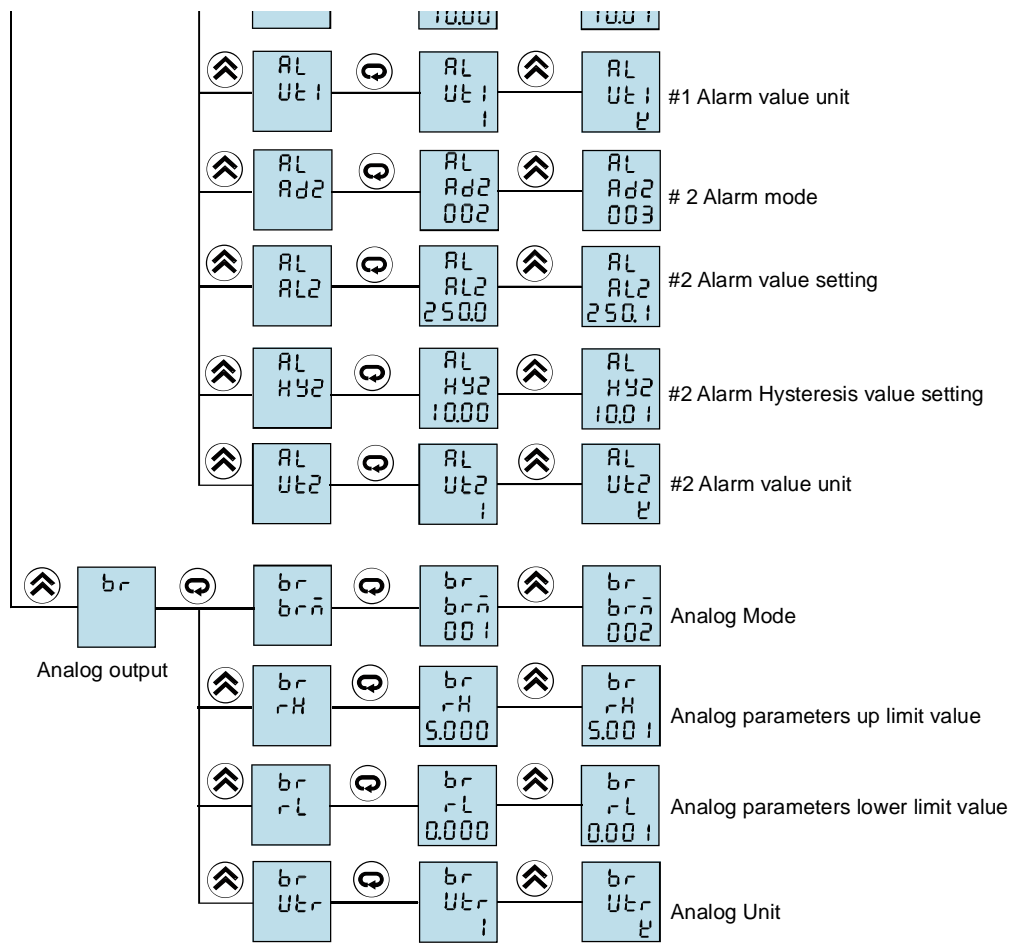 10.00 10.01
AL AL AL
Ut1 Ut1 Ut1 #1 Alarm value unit
1 k
AL AL AL
Ad2 Ad2 Ad2 # 2 Alarm mode
002 003
AL AL AL
AL2 AL2 AL2 #2 Alarm value setting
250.0 250.1
AL AL AL
HY2 HY2 HY2 #2 Alarm Hysteresis value setting
10.00 10.01
AL AL AL
Ut2 Ut2 Ut2 #2 Alarm value unit
1 k
br br br br
brm brm brm Analog Mode
001 002
Analog output
br br br
rH rH rH Analog parameters up limit value
5.000 5.001
br br br
rL rL rL Analog parameters lower limit value
0.000 0.001
br br br
Utr Utr Utr Analog Unit
1 k